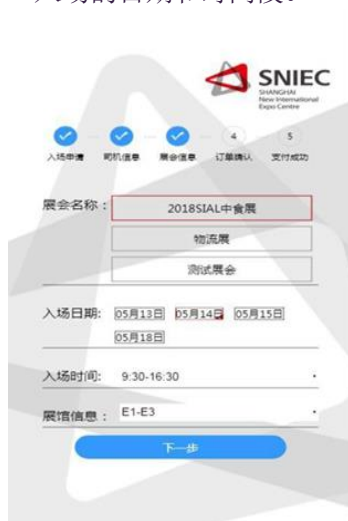 入场的日期和时间段。
SNIEC
SHANGHAI
New International
Expo Centre
4 5
入场申请 司机信息 展会信息 订单确认 支付成功
展会名称： 2018SIAL中食展
物流展
测试展会
入场日期: 05月13日 05月14日 05月15日
05月18日
入场时间: 9:30-16:30
展馆信息： E1-E3
下一步